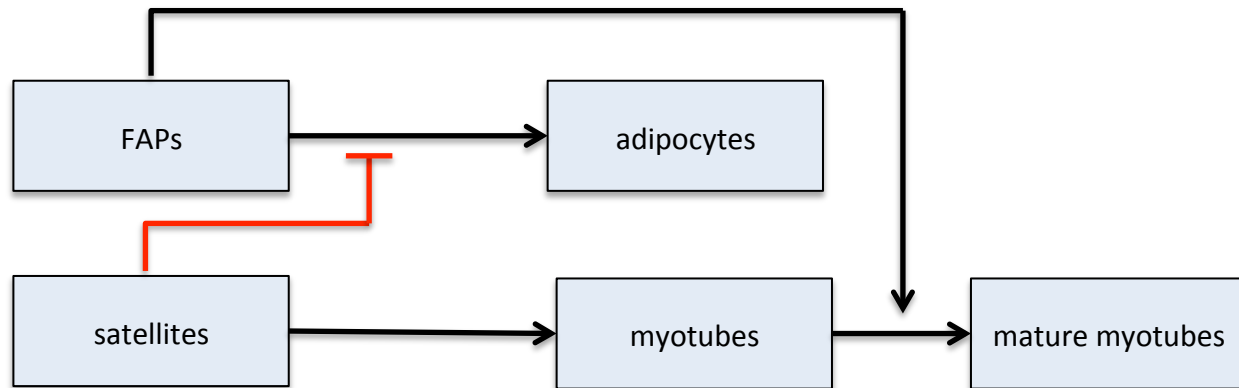 FAPs
adipocytes
satellites
myotubes
mature myotubes